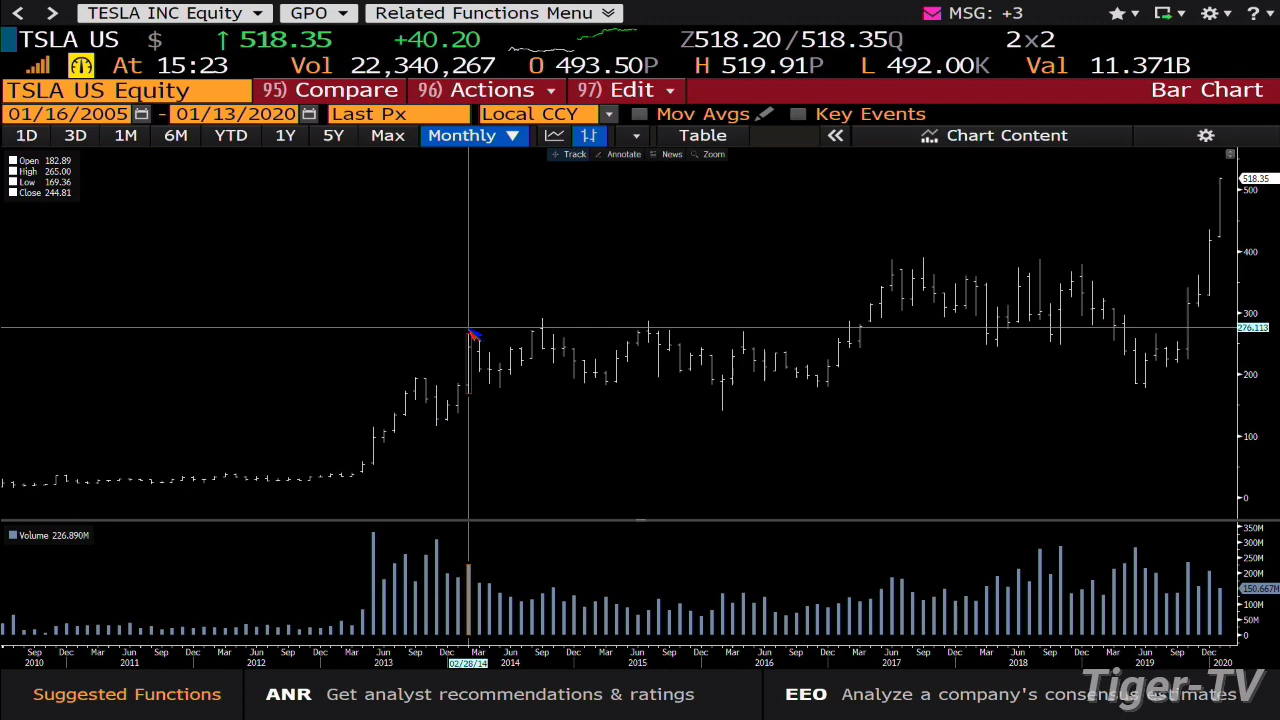 TESLA INC Equity GPO Related Functions Menu MSG: +3 ?
TSLA US $ ↑ 518.35 +40.20 Z518.20/518.35Q 2x2
At 15:23 Vol 22,340,267 O 493.50P H 519.91P L 492.00K Val 11.371B
TSLA US Equity 95) Compare 96) Actions 97) Edit Bar Chart
01/16/2005 - 01/13/2020 Last Px Local CCY Mov Avgs Key Events
1D 3D 1M 6M YTD 1Y 5Y Max Monthly ▼ Table « Chart Content
Track Annotate News Zoom
Open 182.89
High 265.00
Low 169.36
Close 244.81
518.35
500
400
300
276.113
200
100
0
Volume 226.890M
350M
300M
250M
200M
150.667M
100M
50M
0
Sep Dec Mar Jun Sep Dec Mar Jun Sep Dec Mar Jun Sep Dec Mar Jun Sep Dec Mar Jun Sep Dec Mar Jun Sep Dec Mar Jun Sep Dec Mar Jun Sep Dec Mar Jun Sep Dec
2010 2011 2012 2013 02/28/14 2014 2015 2016 2017 2018 2019 2020
Suggested Functions ANR Get analyst recommendations & ratings EEO Analyze a company's consensus estimates
Tiger-TV